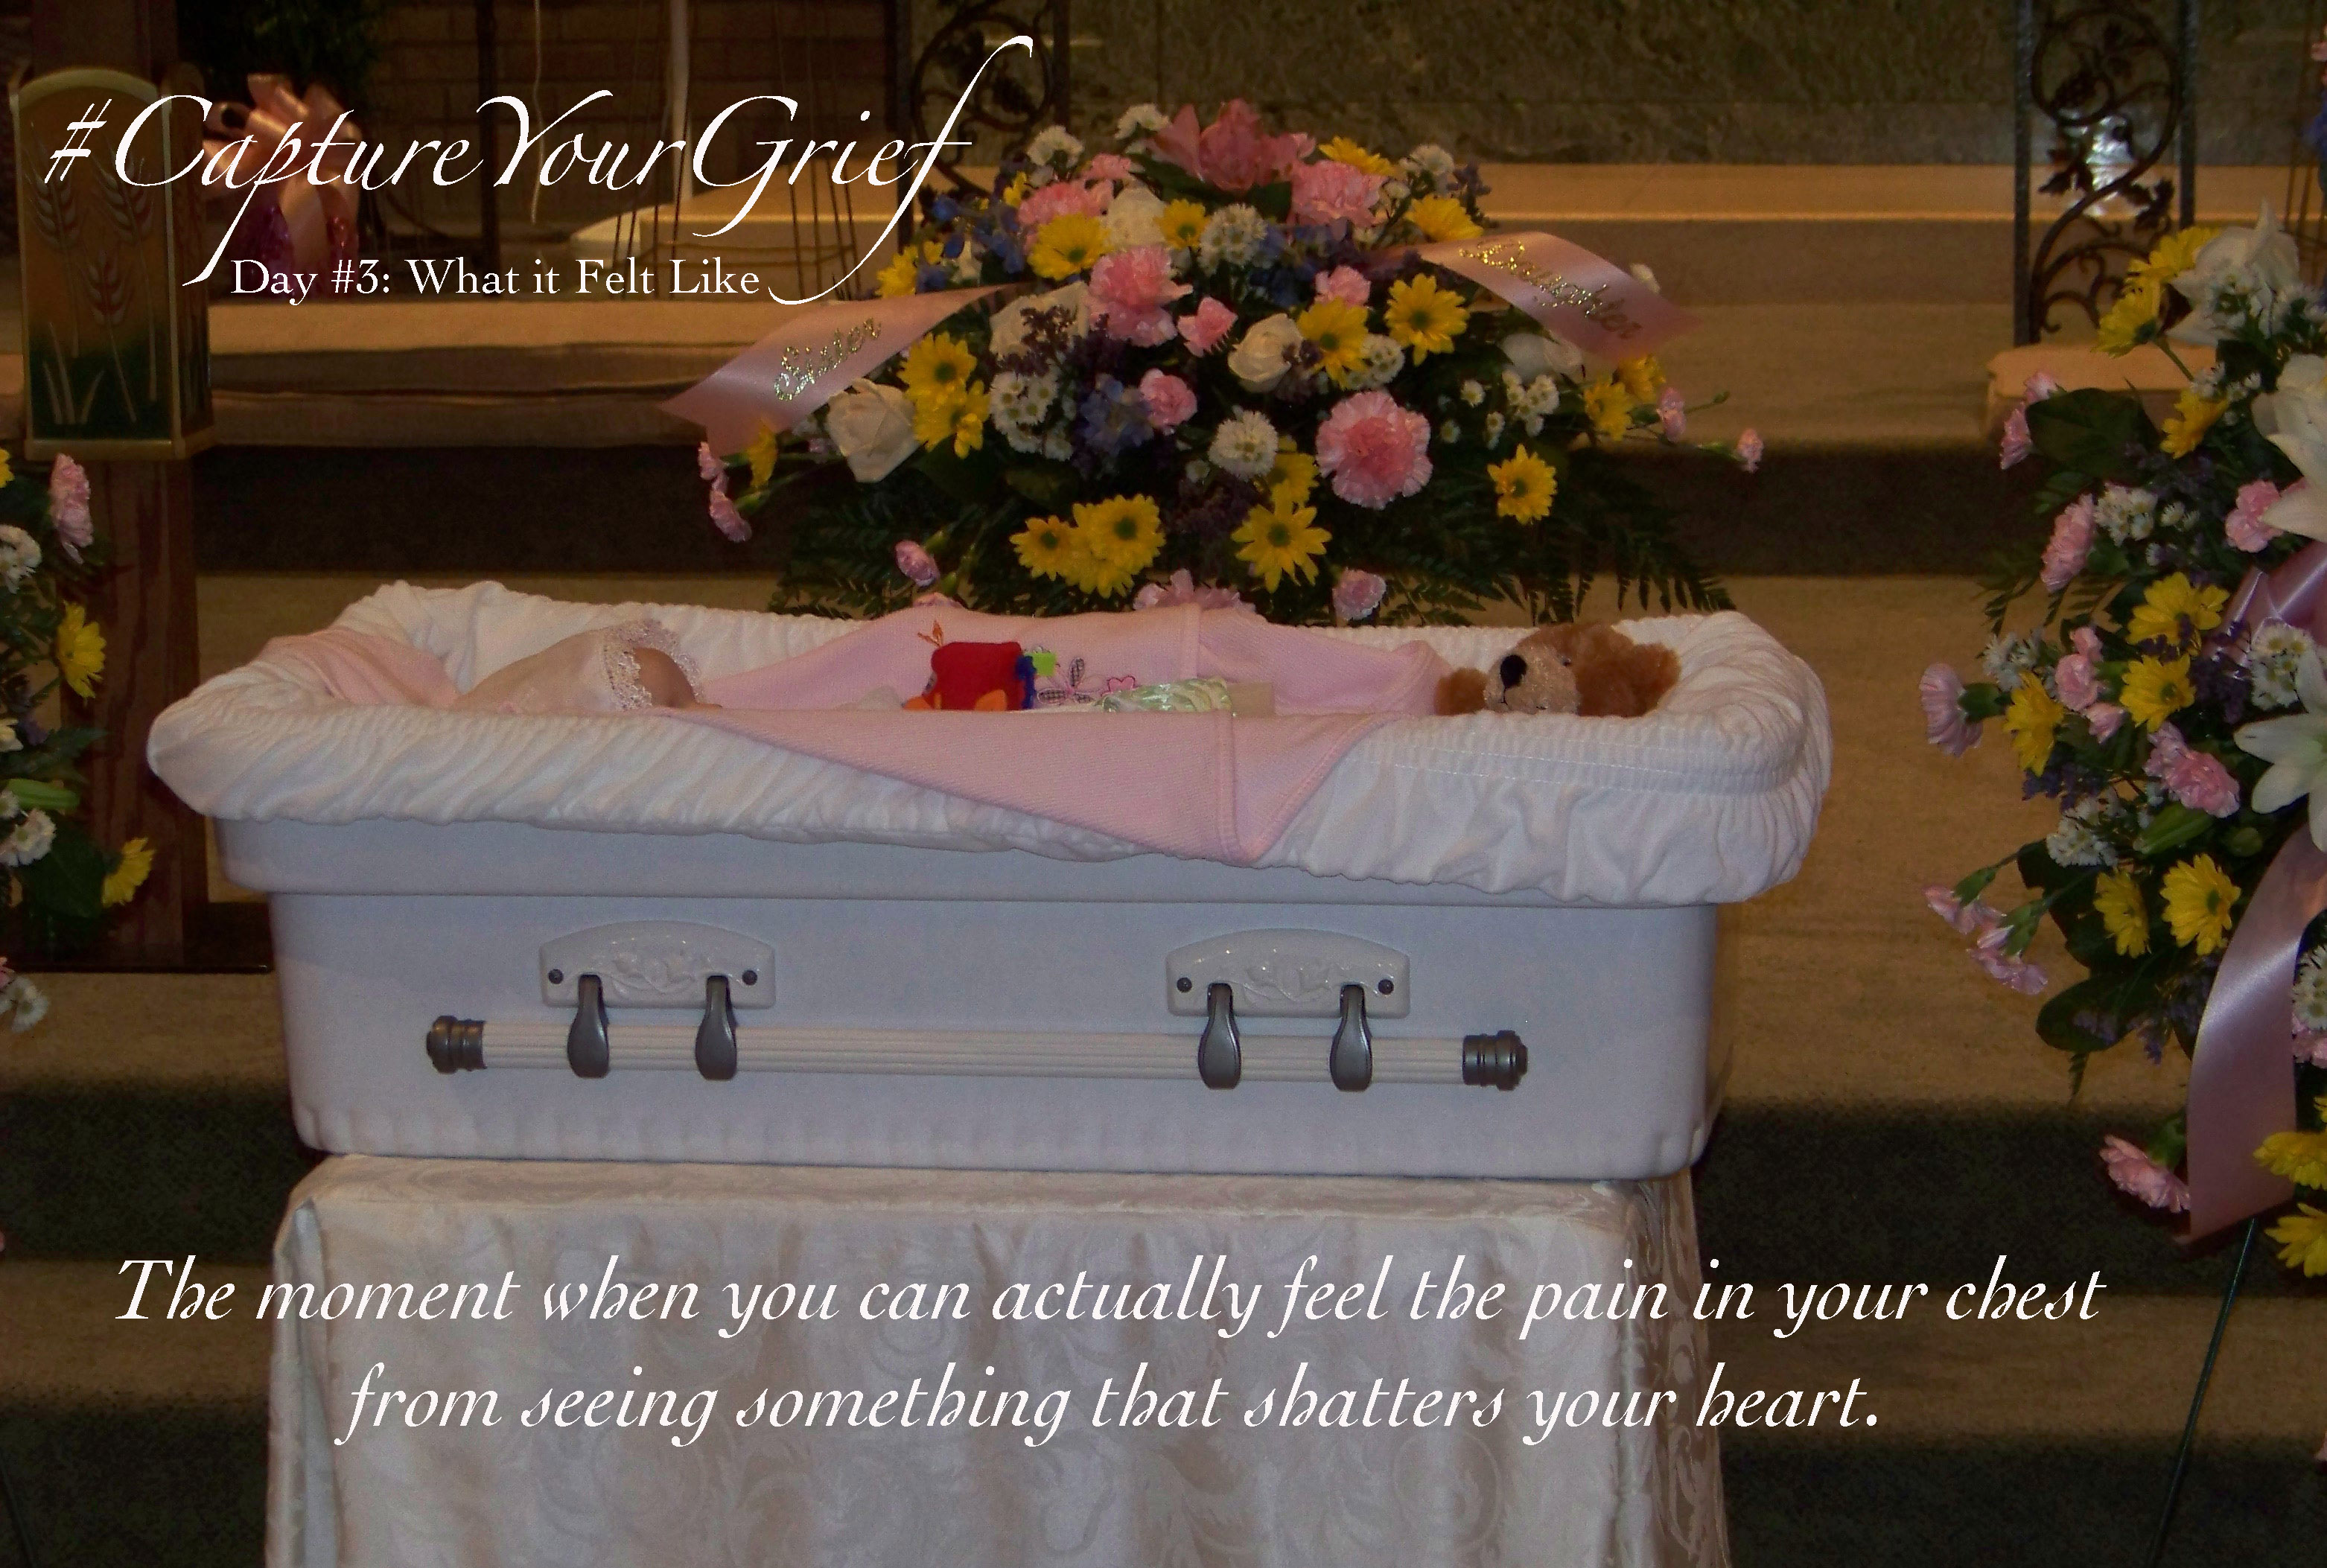 #CaptureYourGrief
Day #3: What it Felt Like
Sister
Daughter
The moment when you can actually feel the pain in your chest
from seeing something that shatters your heart.